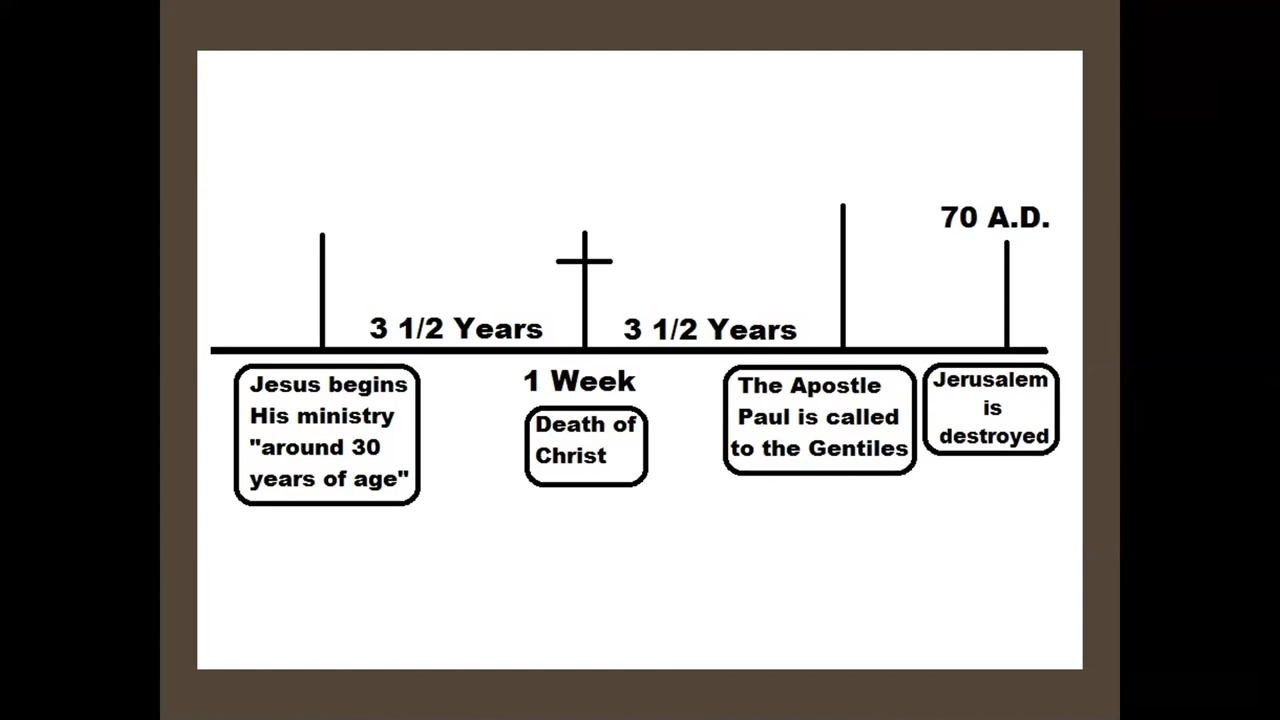 70 A.D.
3 1/2 Years
3 1/2 Years
Jesus begins
His ministry
"around 30
years of age"
1 Week
Death of
Christ
The Apostle
Paul is called
to the Gentiles
Jerusalem
is
destroyed